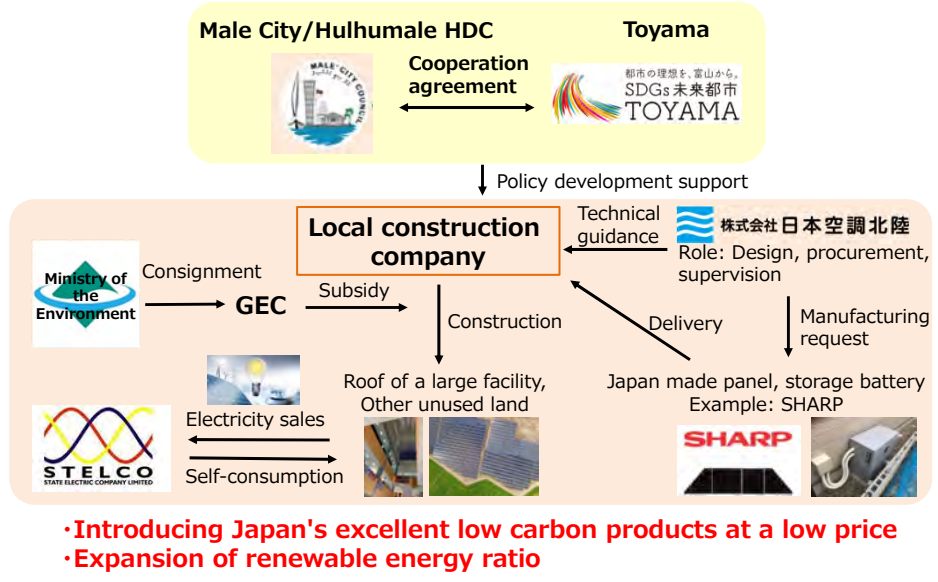 Male City/Hulhumale HDC
Toyama
MALE' CITY COUNCIL
Cooperation
agreement
都市の理想を、富山から。
SDGs未来都市
TOYAMA
Policy development support
Local construction
company
Technical
guidance
株式会社日本空調北陸
Role: Design, procurement,
supervision
Ministry of
the
Environment
Consignment
GEC
Subsidy
Construction
Delivery
Manufacturing
request
Roof of a large facility,
Other unused land
Japan made panel, storage battery
Example: SHARP
Electricity sales
Self-consumption
STELCO
STATE ELECTRIC COMPANY LIMITED
SHARP
・Introducing Japan's excellent low carbon products at a low price
・Expansion of renewable energy ratio